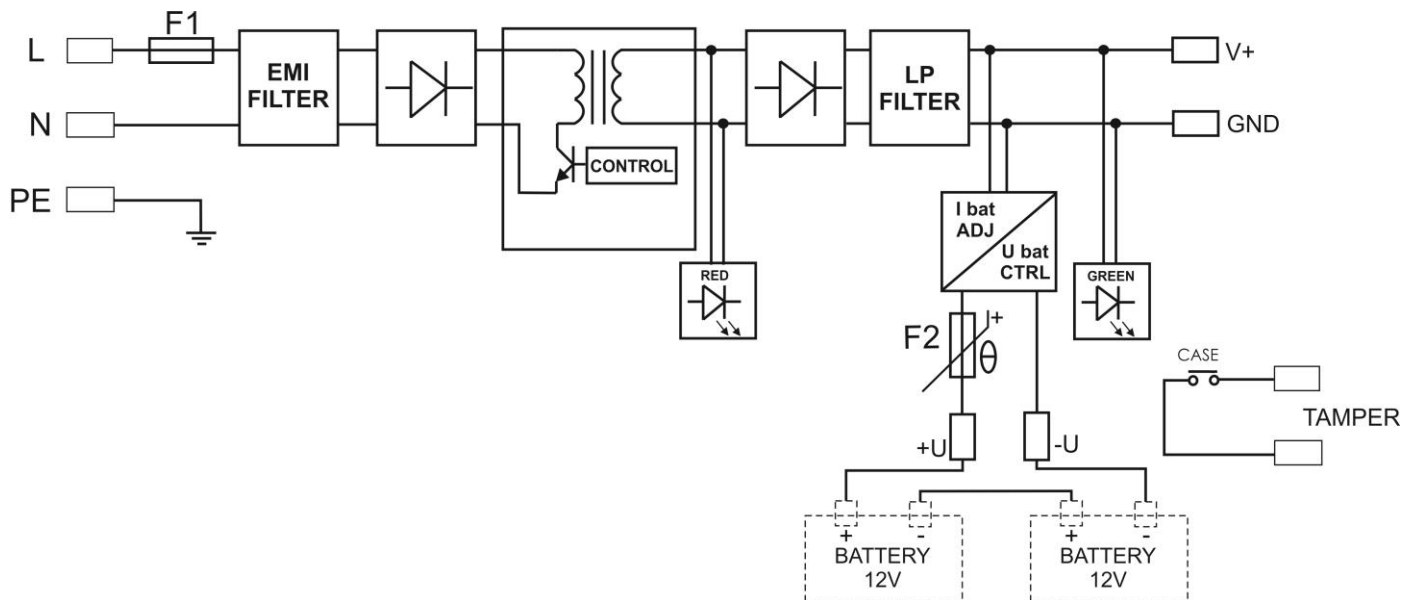 L
F1
EMI
FILTER
LP
FILTER
V+
N
GND
CONTROL
PE
I bat
ADJ
U bat
CTRL
RED
GREEN
F2
I+
θ
CASE
TAMPER
+U
-U
+ -
BATTERY
12V
+ -
BATTERY
12V